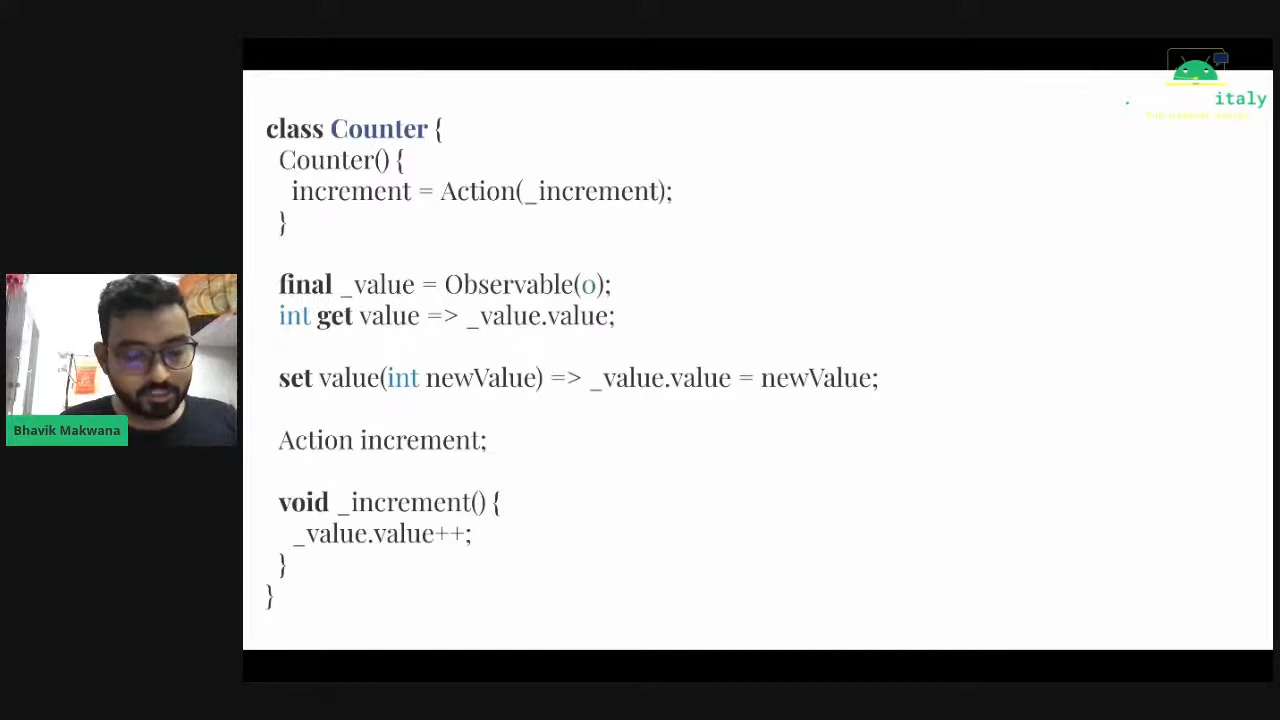 italy
class Counter {
Counter() {
increment = Action(_increment);
}
final _value = Observable(0);
int get value => _value.value;
set value(int newValue) => _value.value = newValue;
Action increment;
void _increment() {
_value.value++;
}
}
Bhavik Makwana